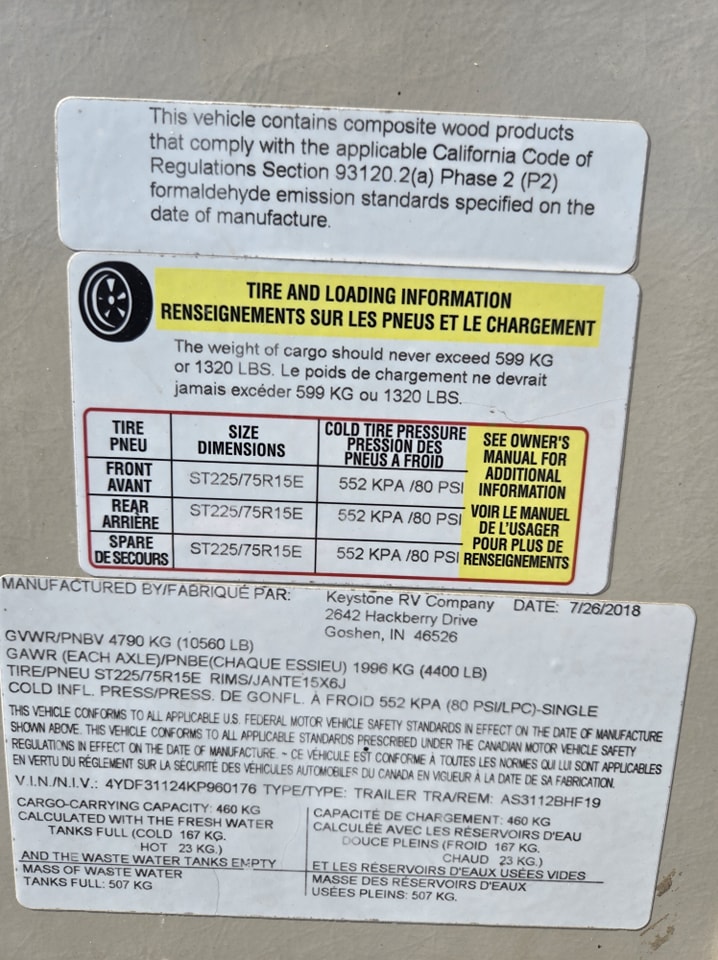 This vehicle contains composite wood products
that comply with the applicable California Code of
Regulations Section 93120.2(a) Phase 2 (P2)
formaldehyde emission standards specified on the
date of manufacture.
TIRE AND LOADING INFORMATION
RENSEIGNEMENTS SUR LES PNEUS ET LE CHARGEMENT
The weight of cargo should never exceed 599 KG
or 1320 LBS. Le poids de chargement ne devrait
jamais excéder 599 KG ou 1320 LBS.
TIRE
PNEU
SIZE
DIMENSIONS
COLD TIRE PRESSURE
PRESSION DES
PNEUS A FROID
SEE OWNER'S
MANUAL FOR
ADDITIONAL
INFORMATION
VOIR LE MANUEL
DE L'USAGER
POUR PLUS DE
RENSEIGNEMENTS
FRONT
AVANT
ST225/75R15E
552 KPA /80 PSI
REAR
ARRIÈRE
ST225/75R15E
552 KPA /80 PSI
SPARE
DE SECOURS
ST225/75R15E
552 KPA /80 PSI
MANUFACTURED BY/FABRIQUÉ PAR: Keystone RV Company DATE: 7/26/2018
2642 Hackberry Drive
Goshen, IN 46526
GVWR/PNBV 4790 KG (10560 LB)
GAWR (EACH AXLE)/PNBE(CHAQUE ESSIEU) 1996 KG (4400 LB)
TIRE/PNEU ST225/75R15E RIMS/JANTE15X6J
COLD INFL. PRESS/PRESS. DE GONFL. À FROID 552 KPA (80 PSI/LPC)-SINGLE
THIS VEHICLE CONFORMS TO ALL APPLICABLE U.S. FEDERAL MOTOR VEHICLE SAFETY STANDARDS IN EFFECT ON THE DATE OF MANUFACTURE
SHOWN ABOVE. THIS VEHICLE CONFORMS TO ALL APPLICABLE STANDARDS PRESCRIBED UNDER THE CANADIAN MOTOR VEHICLE SAFETY
REGULATIONS IN EFFECT ON THE DATE OF MANUFACTURE. - CE VÉHICULE EST CONFORME À TOUTES LES NORMES QUI LUI SONT APPLICABLES
EN VERTU DU RÉGLEMENT SUR LA SÉCURITÉ DES VÉHICULES AUTOMOBILES DU CANADA EN VIGUEUR À LA DATE DE SA FABRICATION.
V.I.N./N.I.V.: 4YDF31124KP960176 TYPE/TYPE: TRAILER TRA/REM: AS3112BHF19
CARGO-CARRYING CAPACITY: 460 KG
CALCULATED WITH THE FRESH WATER
TANKS FULL (COLD 167 KG.
HOT 23 KG.)
AND THE WASTE WATER TANKS EMPTY
MASS OF WASTE WATER
TANKS FULL: 507 KG
CAPACITÉ DE CHARGEMENT: 460 KG
CALCULÉE AVEC LES RÉSERVOIRS D'EAU
DOUCE PLEINS (FROID 167 KG.
CHAUD 23 KG.)
ET LES RÉSERVOIRS D'EAUX USÉES VIDES
MASSE DES RÉSERVOIRS D'EAUX
USÉES PLEINS: 507 KG.